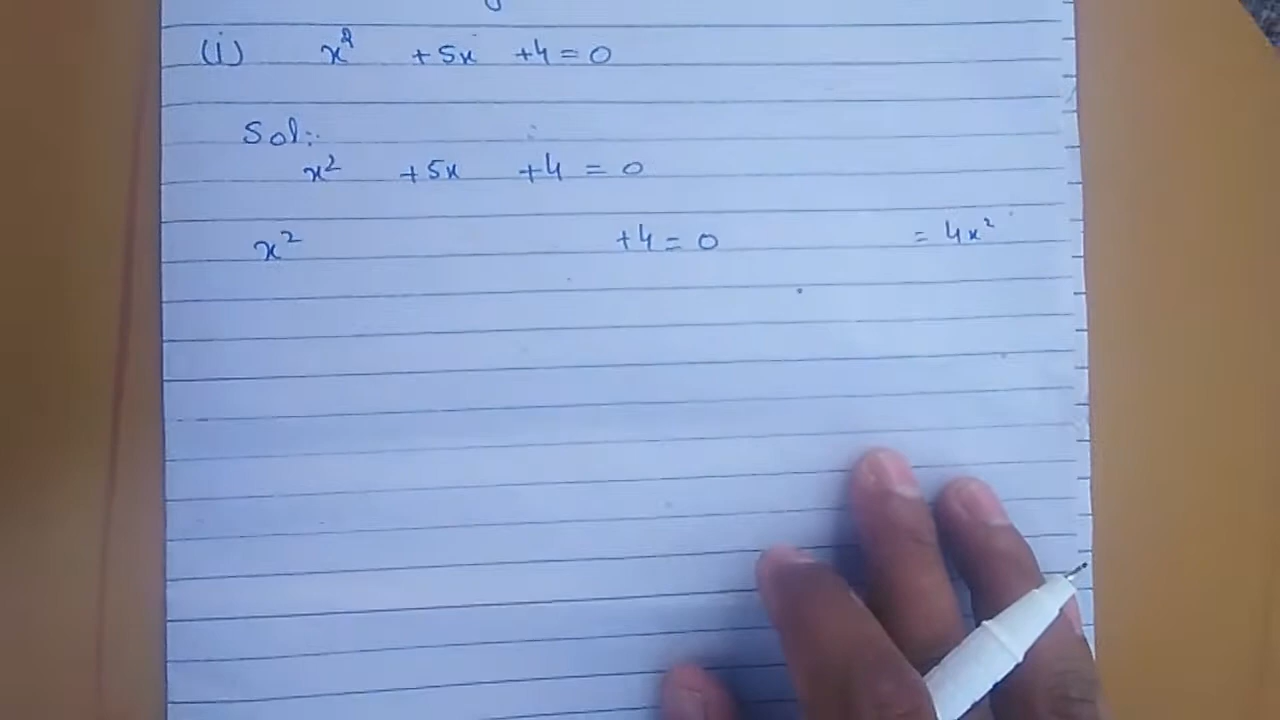 (i) x² +5x +4=0
Sol:
x² +5x +4 = 0
x² +4 = 0 = 4x²